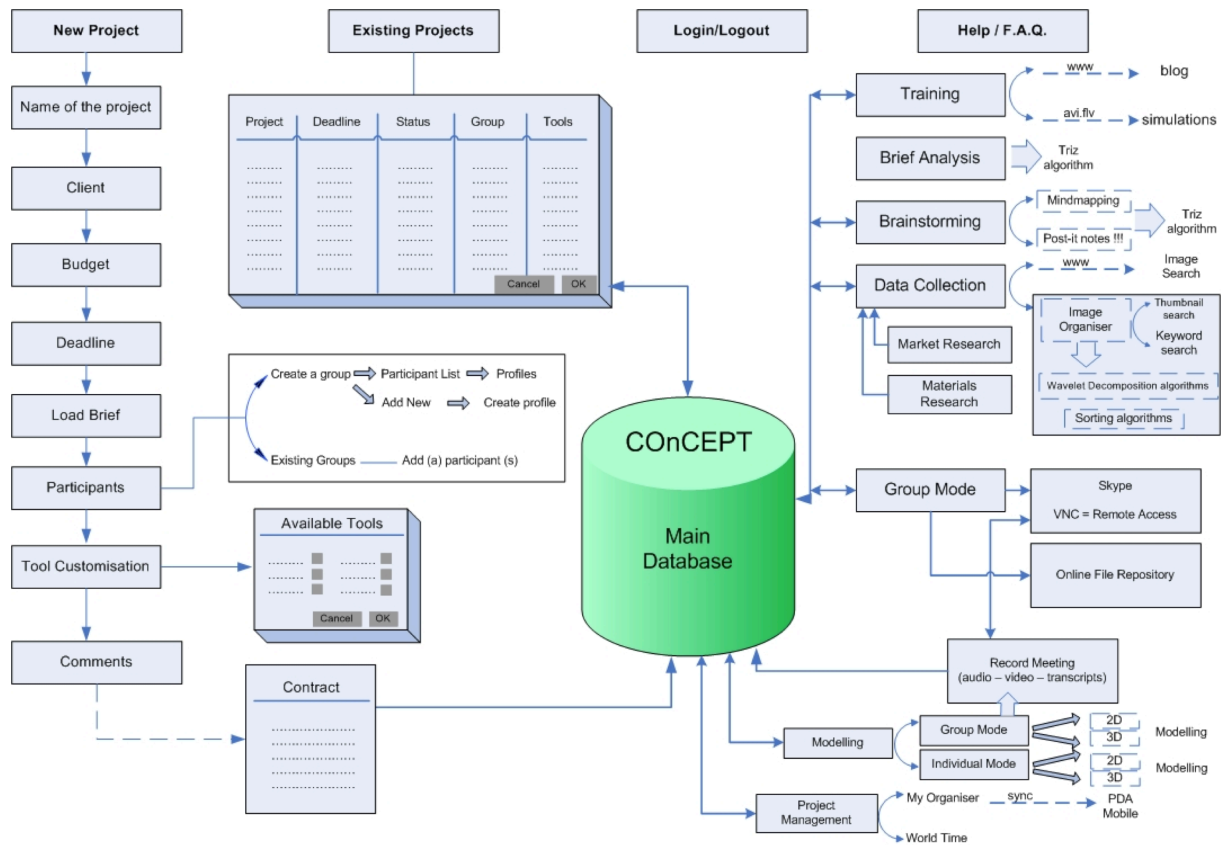 New Project
Existing Projects
Login/Logout
Help / F.A.Q.
Name of the project
Client
Budget
Deadline
Load Brief
Participants
Tool Customisation
Comments
Project
Deadline
Status
Group
Tools
Cancel
OK
Create a group
Participant List
Profiles
Add New
Create profile
Existing Groups
Add (a) participant (s)
Available Tools
Cancel
OK
Contract
COnCEPT
Main
Database
Training
www
blog
avi.flv
simulations
Brief Analysis
Triz
algorithm
Brainstorming
Mindmapping
Post-it notes !!!
Triz
algorithm
Data Collection
www
Image
Search
Market Research
Materials
Research
Image
Organiser
Thumbnail
search
Keyword
search
Wavelet Decomposition algorithms
Sorting algorithms
Group Mode
Skype
VNC = Remote Access
Online File Repository
Record Meeting
(audio – video – transcripts)
Modelling
Group Mode
2D
3D
Modelling
Individual Mode
2D
3D
Modelling
Project
Management
My Organiser
sync
PDA
Mobile
World Time